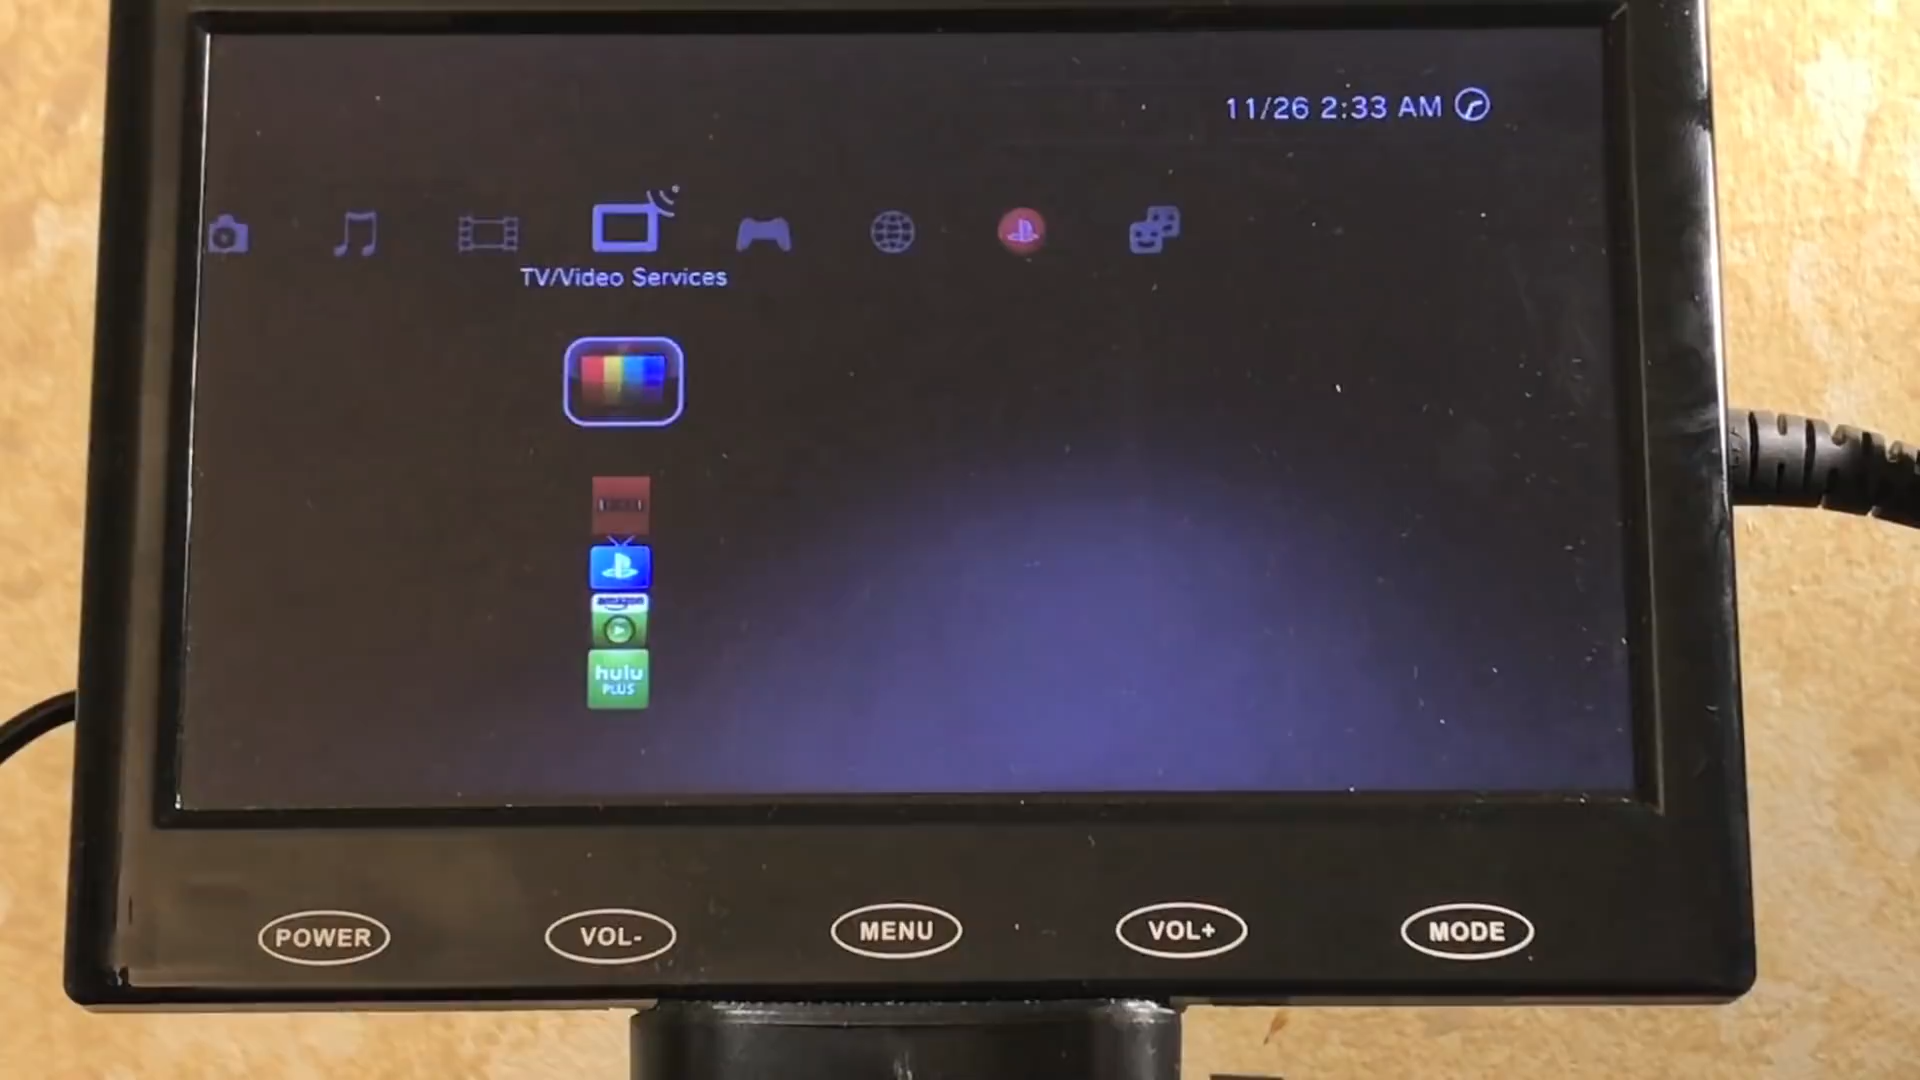 11/26 2:33 AM
TV/Video Services
amazon
hulu
PLUS
POWER
VOL-
MENU
VOL+
MODE